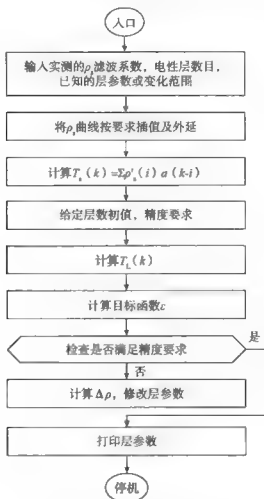 入口
输入实测的ρs滤波系数，电性层数目，
已知的层参数或变化范围
将ρs曲线按要求插值及外延
计算Ts(k)=Σρ's(i) a(k-i)
给定层数初值，精度要求
计算TL(k)
计算目标函数ε
检查是否满足精度要求
是
否
计算Δρ，修改层参数
打印层参数
停机